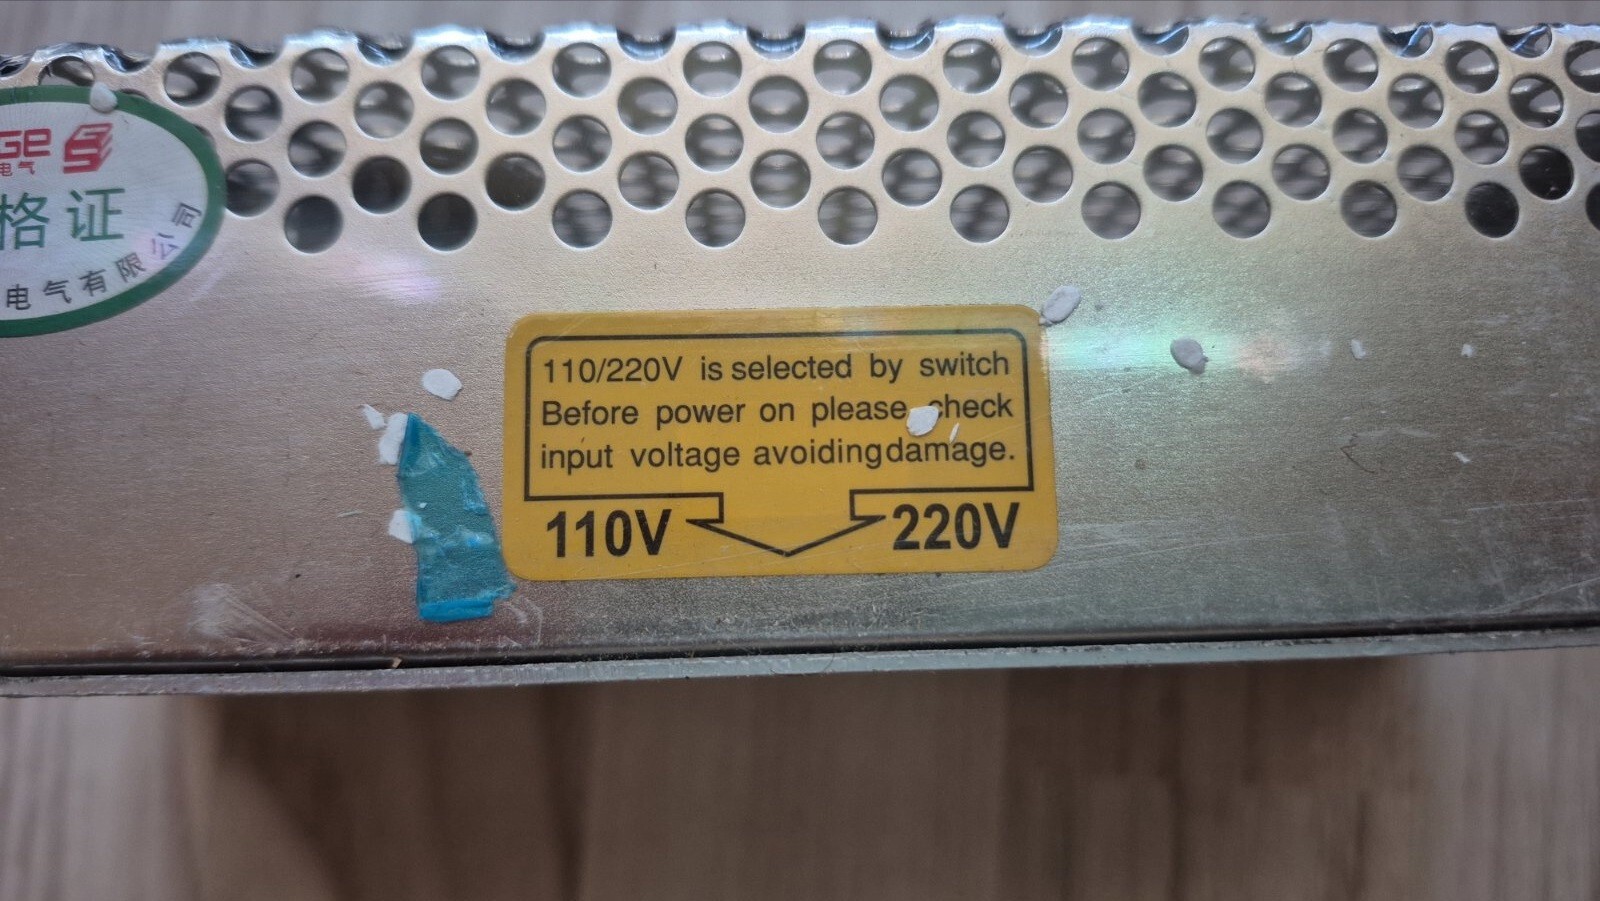 Ge
电气
格证
电气有限公司
110/220V is selected by switch
Before power on please check
input voltage avoidingdamage.
110V 220V